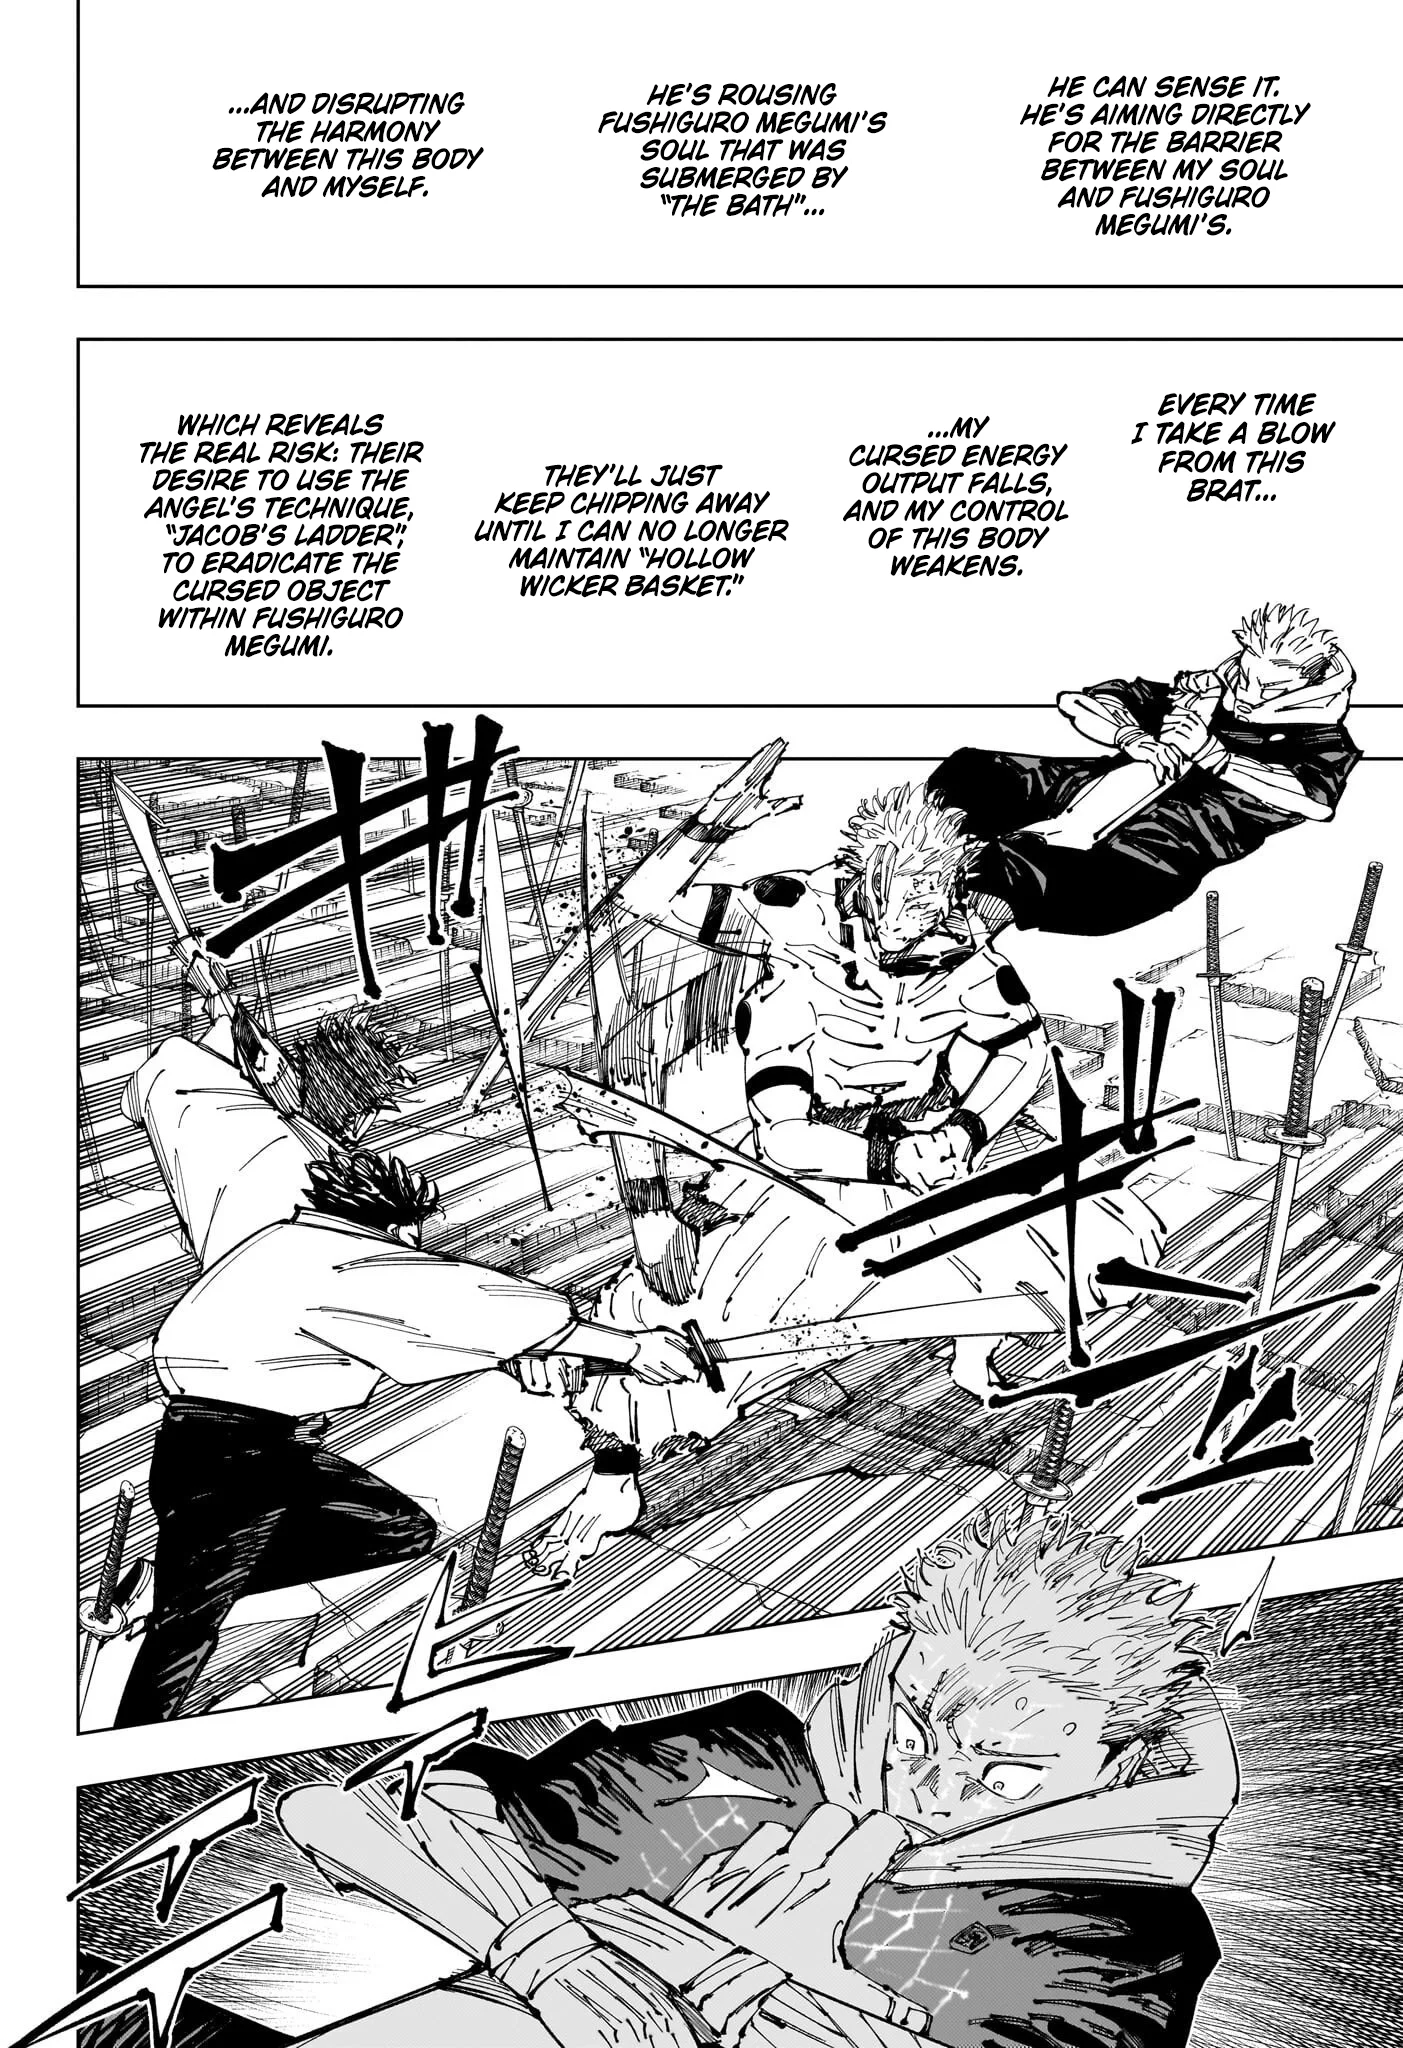 HE CAN SENSE IT.
HE'S AIMING DIRECTLY
FOR THE BARRIER
BETWEEN MY SOUL
AND FUSHIGURO
MEGUMI'S.
HE'S ROUSING
FUSHIGURO MEGUMI'S
SOUL THAT WAS
SUBMERGED BY
"THE BATH"...
...AND DISRUPTING
THE HARMONY
BETWEEN THIS BODY
AND MYSELF.
EVERY TIME
I TAKE A BLOW
FROM THIS
BRAT...
...MY
CURSED ENERGY
OUTPUT FALLS,
AND MY CONTROL
OF THIS BODY
WEAKENS.
THEY'LL JUST
KEEP CHIPPING AWAY
UNTIL I CAN NO LONGER
MAINTAIN "HOLLOW
WICKER BASKET."
WHICH REVEALS
THE REAL RISK: THEIR
DESIRE TO USE THE
ANGEL'S TECHNIQUE,
"JACOB'S LADDER",
TO ERADICATE THE
CURSED OBJECT
WITHIN FUSHIGURO
MEGUMI.
ギギン